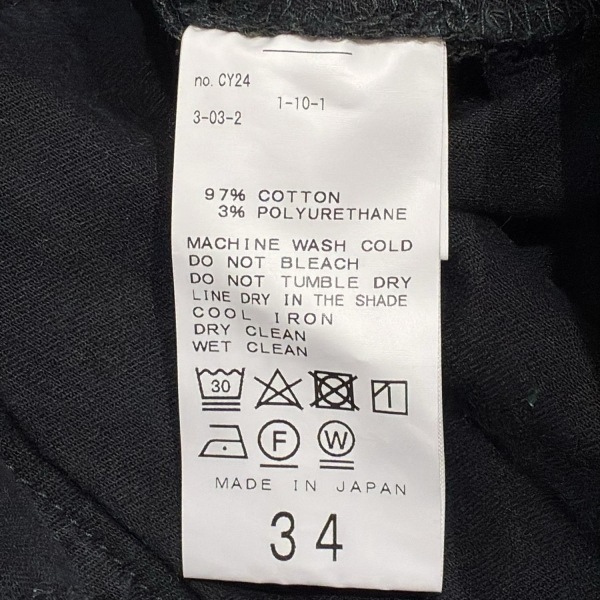 no. CY24
1-10-1
3-03-2
97% COTTON
3% POLYURETHANE
MACHINE WASH COLD
DO NOT BLEACH
DO NOT TUMBLE DRY
LINE DRY IN THE SHADE
COOL IRON
DRY CLEAN
WET CLEAN
30
F W
MADE IN JAPAN
34